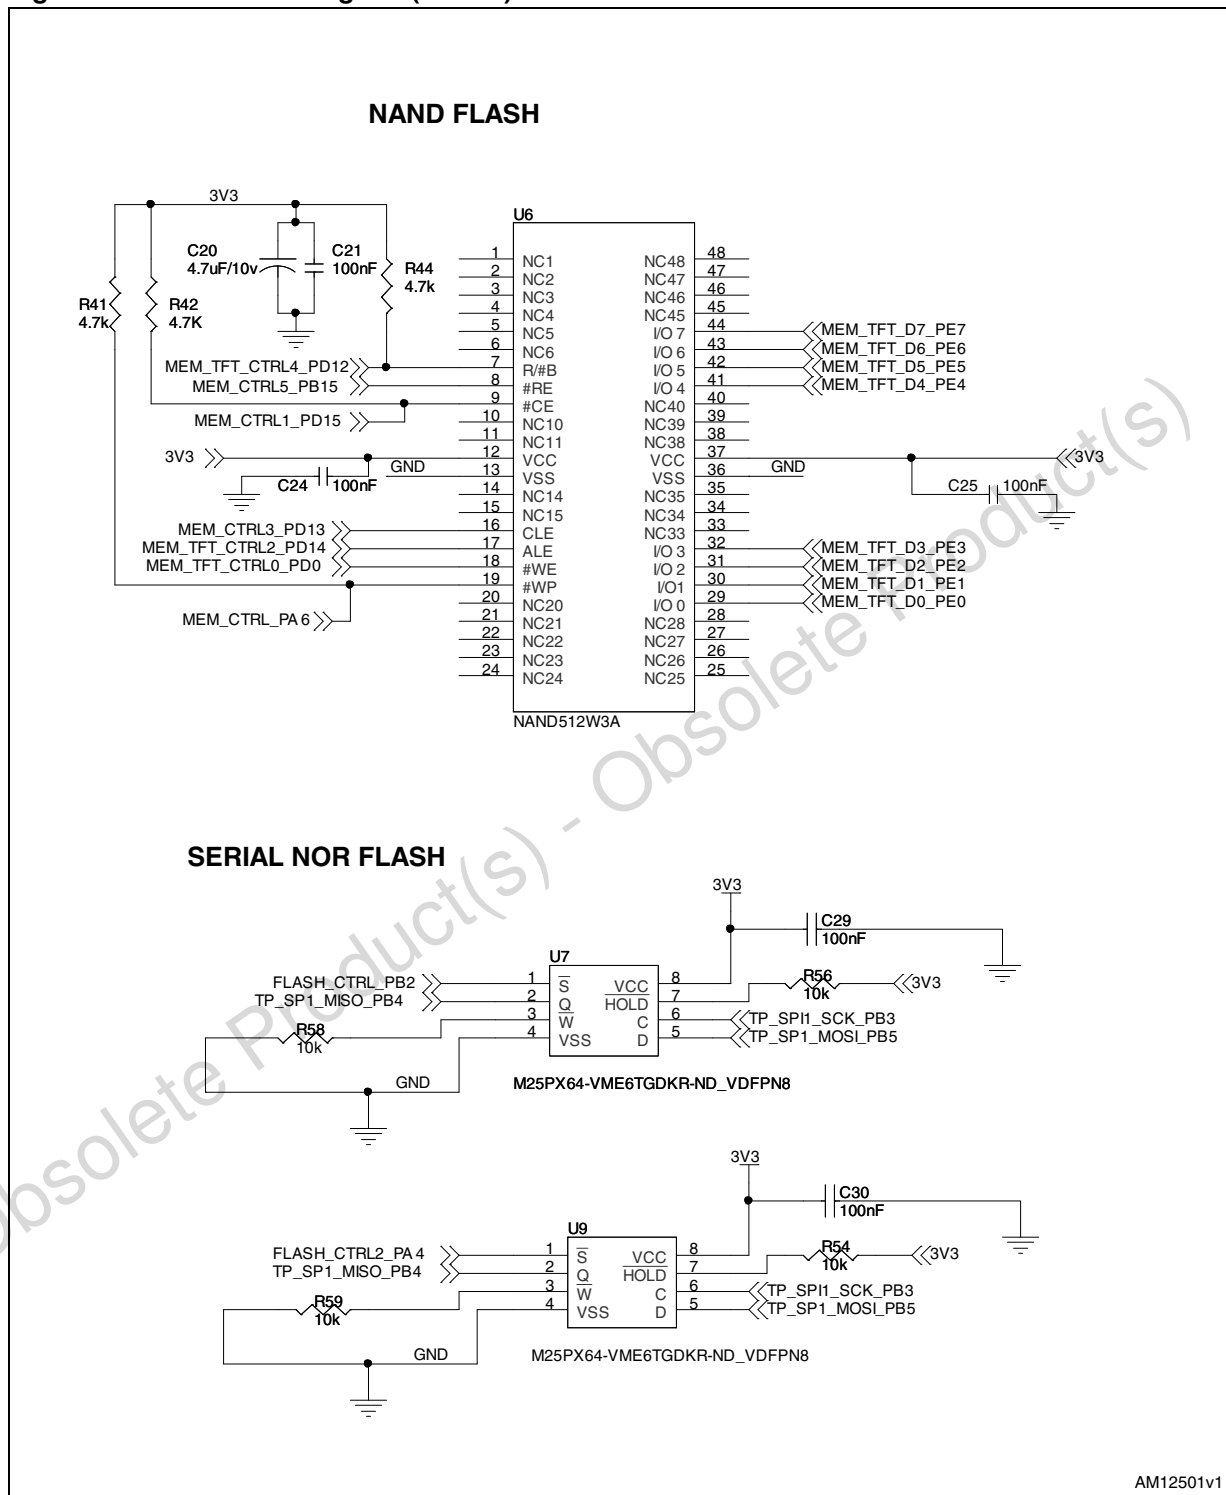 NAND FLASH
3V3
U6
C20
4.7uF/10v
C21
100nF
R44
4.7k
R41
4.7k
R42
4.7K
MEM_TFT_CTRL4_PD12
MEM_CTRL5_PB15
MEM_CTRL1_PD15
3V3
GND
C24
100nF
MEM_CTRL3_PD13
MEM_TFT_CTRL2_PD14
MEM_TFT_CTRL0_PD0
MEM_CTRL_PA6
1 NC1 NC48 48
2 NC2 NC47 47
3 NC3 NC46 46
4 NC4 NC45 45
5 NC5 I/O 7 44 MEM_TFT_D7_PE7
6 NC6 I/O 6 43 MEM_TFT_D6_PE6
7 R/#B I/O 5 42 MEM_TFT_D5_PE5
8 #RE I/O 4 41 MEM_TFT_D4_PE4
9 #CE NC40 40
10 NC10 NC39 39
11 NC11 NC38 38
12 VCC VCC 37 3V3
13 VSS VSS 36 GND
14 NC14 NC35 35
15 NC15 NC34 34
16 CLE NC33 33
17 ALE I/O 3 32 MEM_TFT_D3_PE3
18 #WE I/O 2 31 MEM_TFT_D2_PE2
19 #WP I/O1 30 MEM_TFT_D1_PE1
20 NC20 I/O 0 29 MEM_TFT_D0_PE0
21 NC21 NC28 28
22 NC22 NC27 27
23 NC23 NC26 26
24 NC24 NC25 25
C25 100nF
NAND512W3A
SERIAL NOR FLASH
3V3
C29
100nF
U7
FLASH_CTRL_PB2 1 S VCC 8
TP_SP1_MISO_PB4 2 Q HOLD 7 R56 10k 3V3
R58 10k 3 W C 6 TP_SPI1_SCK_PB3
4 VSS D 5 TP_SP1_MOSI_PB5
GND
M25PX64-VME6TGDKR-ND_VDFPN8
3V3
C30
100nF
U9
FLASH_CTRL2_PA4 1 S VCC 8
TP_SP1_MISO_PB4 2 Q HOLD 7 R54 10k 3V3
R59 10k 3 W C 6 TP_SPI1_SCK_PB3
4 VSS D 5 TP_SP1_MOSI_PB5
GND
M25PX64-VME6TGDKR-ND_VDFPN8
Obsolete Product(s) - Obsolete Product(s)
AM12501v1